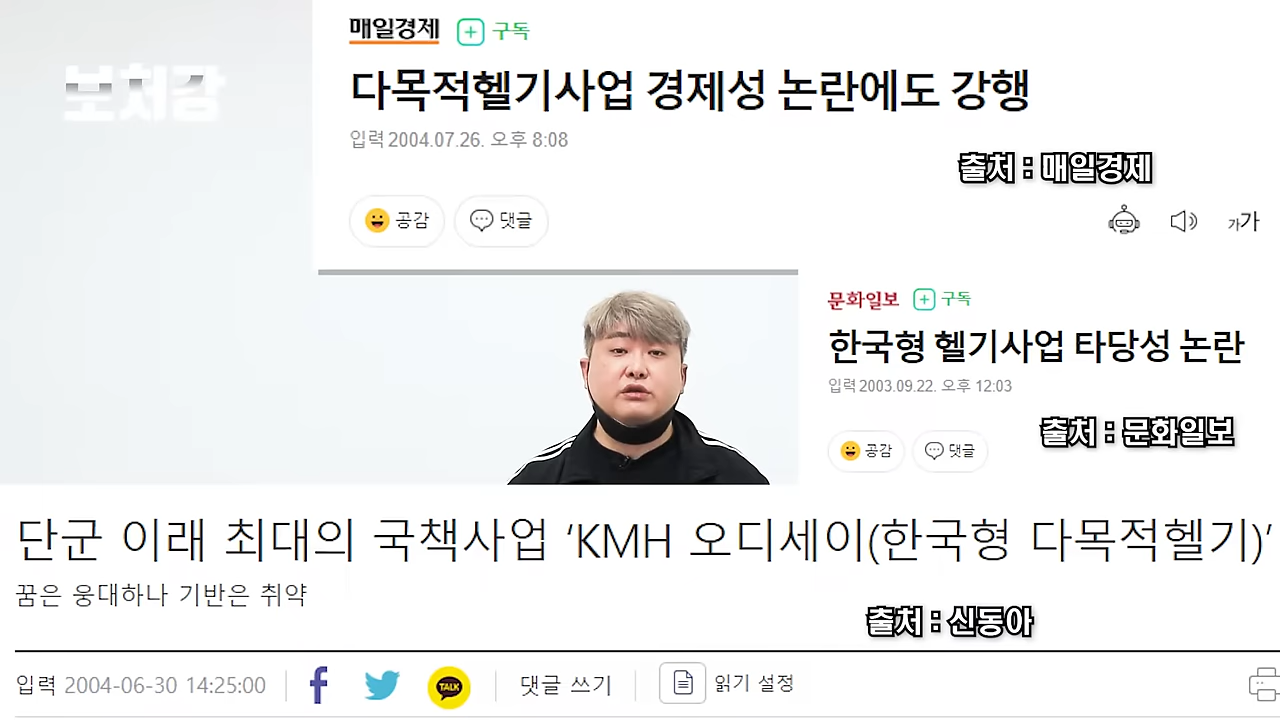 매일경제 구독
보처강
다목적헬기사업 경제성 논란에도 강행
입력 2004.07.26. 오후 8:08
출처 : 매일경제
공감 댓글
가가
문화일보 구독
한국형 헬기사업 타당성 논란
입력 2003.09.22. 오후 12:03
출처 : 문화일보
공감 댓글
단군 이래 최대의 국책사업 ‘KMH 오디세이(한국형 다목적헬기)’
꿈은 웅대하나 기반은 취약
출처 : 신동아
입력 2004-06-30 14:25:00 TALK 댓글 쓰기 읽기 설정